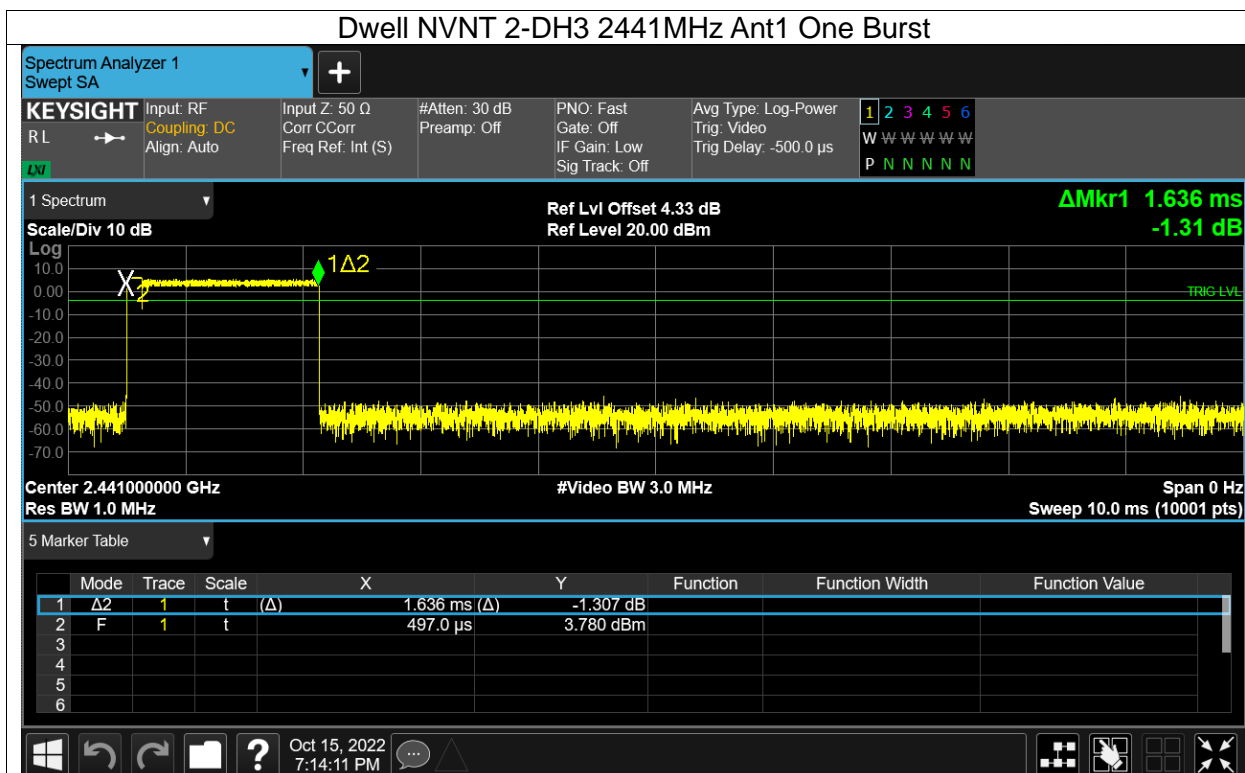 Dwell NVNT 2-DH3 2441MHz Ant1 One Burst
Spectrum Analyzer 1
Swept SA
+
KEYSIGHT
R L
LXI
Input: RF
Coupling: DC
Align: Auto
Input Z: 50 Ω
Corr CCorr
Freq Ref: Int (S)
#Atten: 30 dB
Preamp: Off
PNO: Fast
Gate: Off
IF Gain: Low
Sig Track: Off
Avg Type: Log-Power
Trig: Video
Trig Delay: -500.0 µs
1 2 3 4 5 6
W W W W W W
P N N N N N
1 Spectrum
Scale/Div 10 dB
Ref Lvl Offset 4.33 dB
Ref Level 20.00 dBm
ΔMkr1 1.636 ms
-1.31 dB
Log
10.0
0.00
-10.0
-20.0
-30.0
-40.0
-50.0
-60.0
-70.0
X
2
1Δ2
TRIG LVL
Center 2.441000000 GHz
#Video BW 3.0 MHz
Span 0 Hz
Res BW 1.0 MHz
Sweep 10.0 ms (10001 pts)
5 Marker Table
Mode Trace Scale X Y Function Function Width Function Value
1 Δ2 1 t (Δ) 1.636 ms (Δ) -1.307 dB
2 F 1 t 497.0 µs 3.780 dBm
3
4
5
6
?
Oct 15, 2022
7:14:11 PM